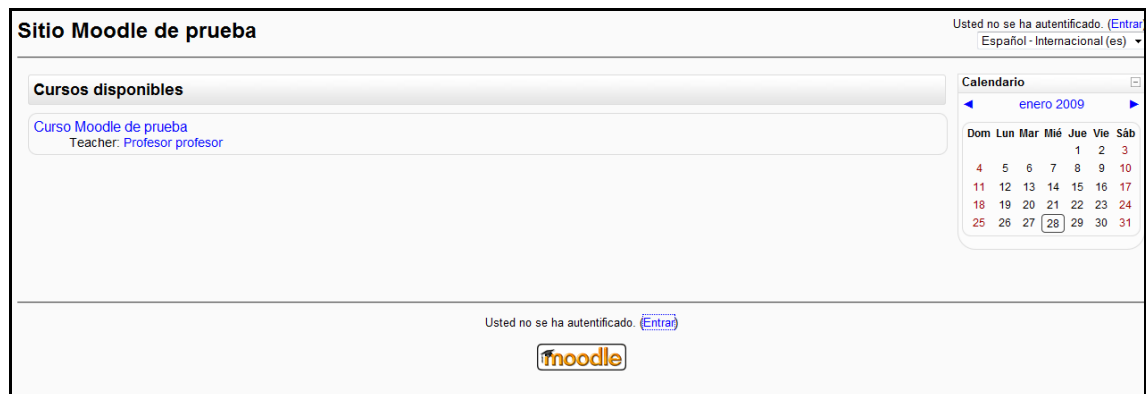 Sitio Moodle de prueba
Usted no se ha autentificado. (Entrar)
Español - Internacional (es)
Cursos disponibles
Curso Moodle de prueba
Teacher: Profesor profesor
Calendario
enero 2009
Dom Lun Mar Mié Jue Vie Sáb
1 2 3
4 5 6 7 8 9 10
11 12 13 14 15 16 17
18 19 20 21 22 23 24
25 26 27 28 29 30 31
Usted no se ha autentificado. (Entrar)
moodle